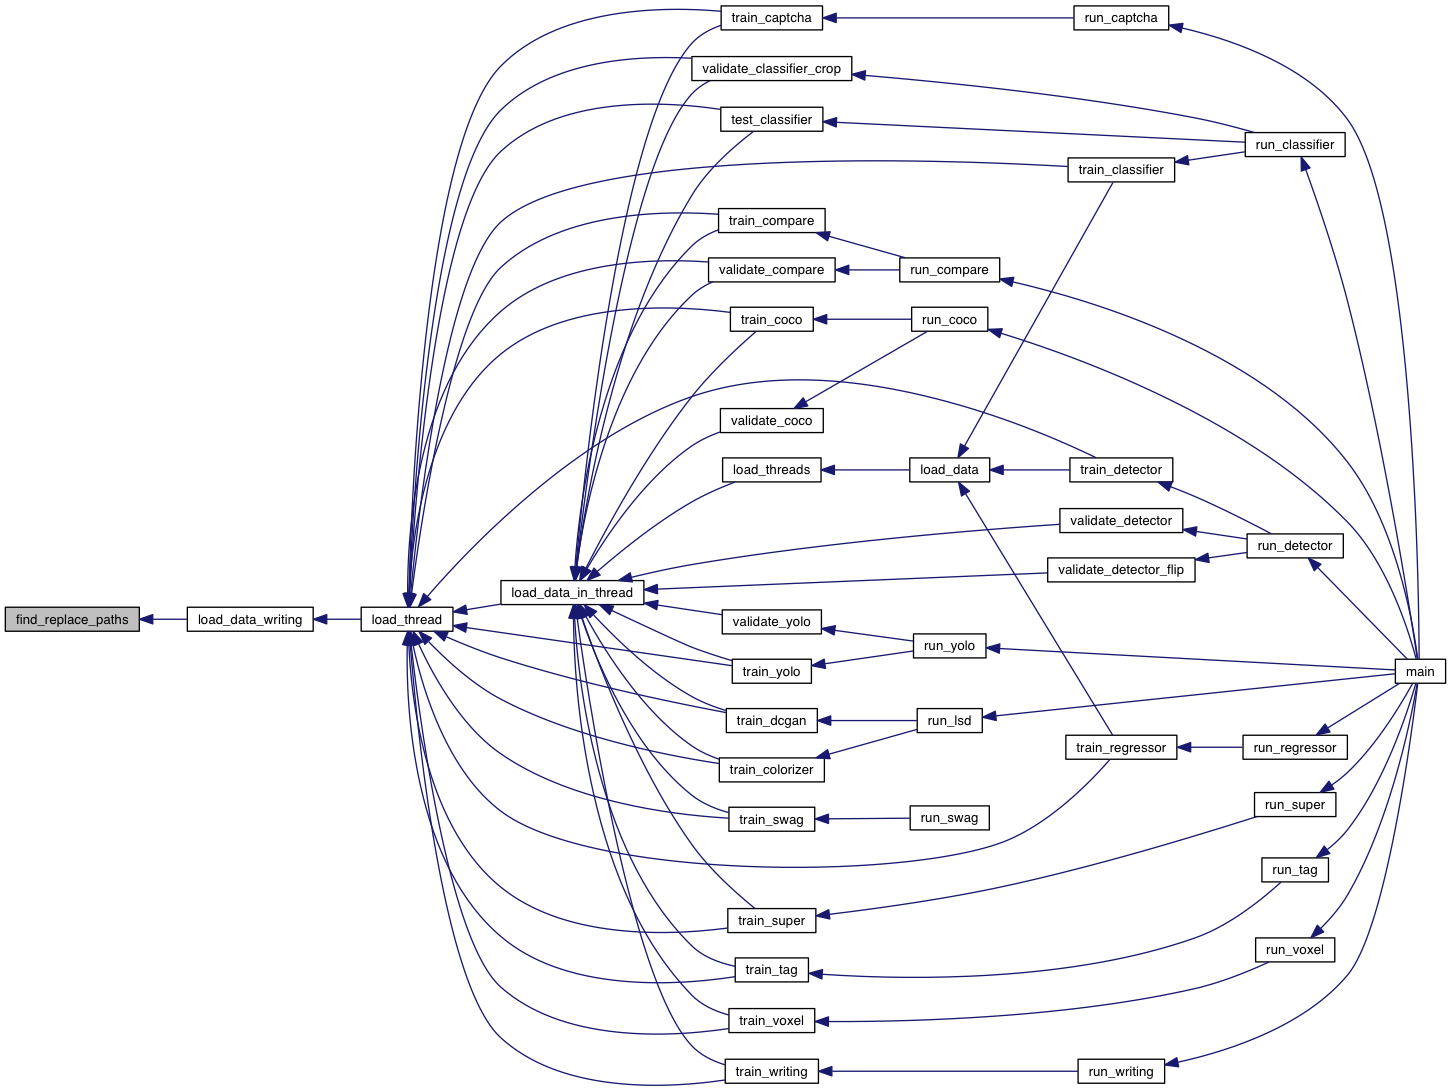 train_captcha
run_captcha
validate_classifier_crop
test_classifier
run_classifier
train_classifier
train_compare
validate_compare
run_compare
train_coco
run_coco
validate_coco
load_threads
load_data
train_detector
validate_detector
run_detector
validate_detector_flip
load_data_in_thread
find_replace_paths
load_data_writing
load_thread
validate_yolo
run_yolo
train_yolo
main
train_dcgan
run_lsd
train_regressor
run_regressor
train_colorizer
run_super
train_swag
run_swag
run_tag
train_super
run_voxel
train_tag
train_voxel
train_writing
run_writing